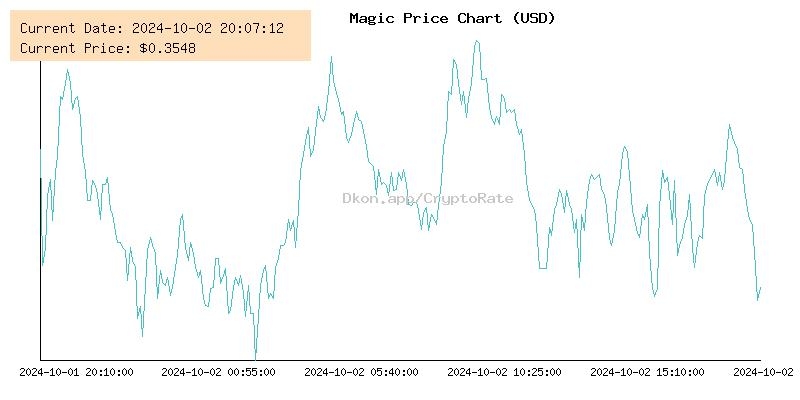 Magic Price Chart (USD)
Current Date: 2024-10-02 20:07:12
Current Price: $0.3548
Dkon.app/CryptoRate
2024-10-01 20:10:00 2024-10-02 00:55:00 2024-10-02 05:40:00 2024-10-02 10:25:00 2024-10-02 15:10:00 2024-10-02